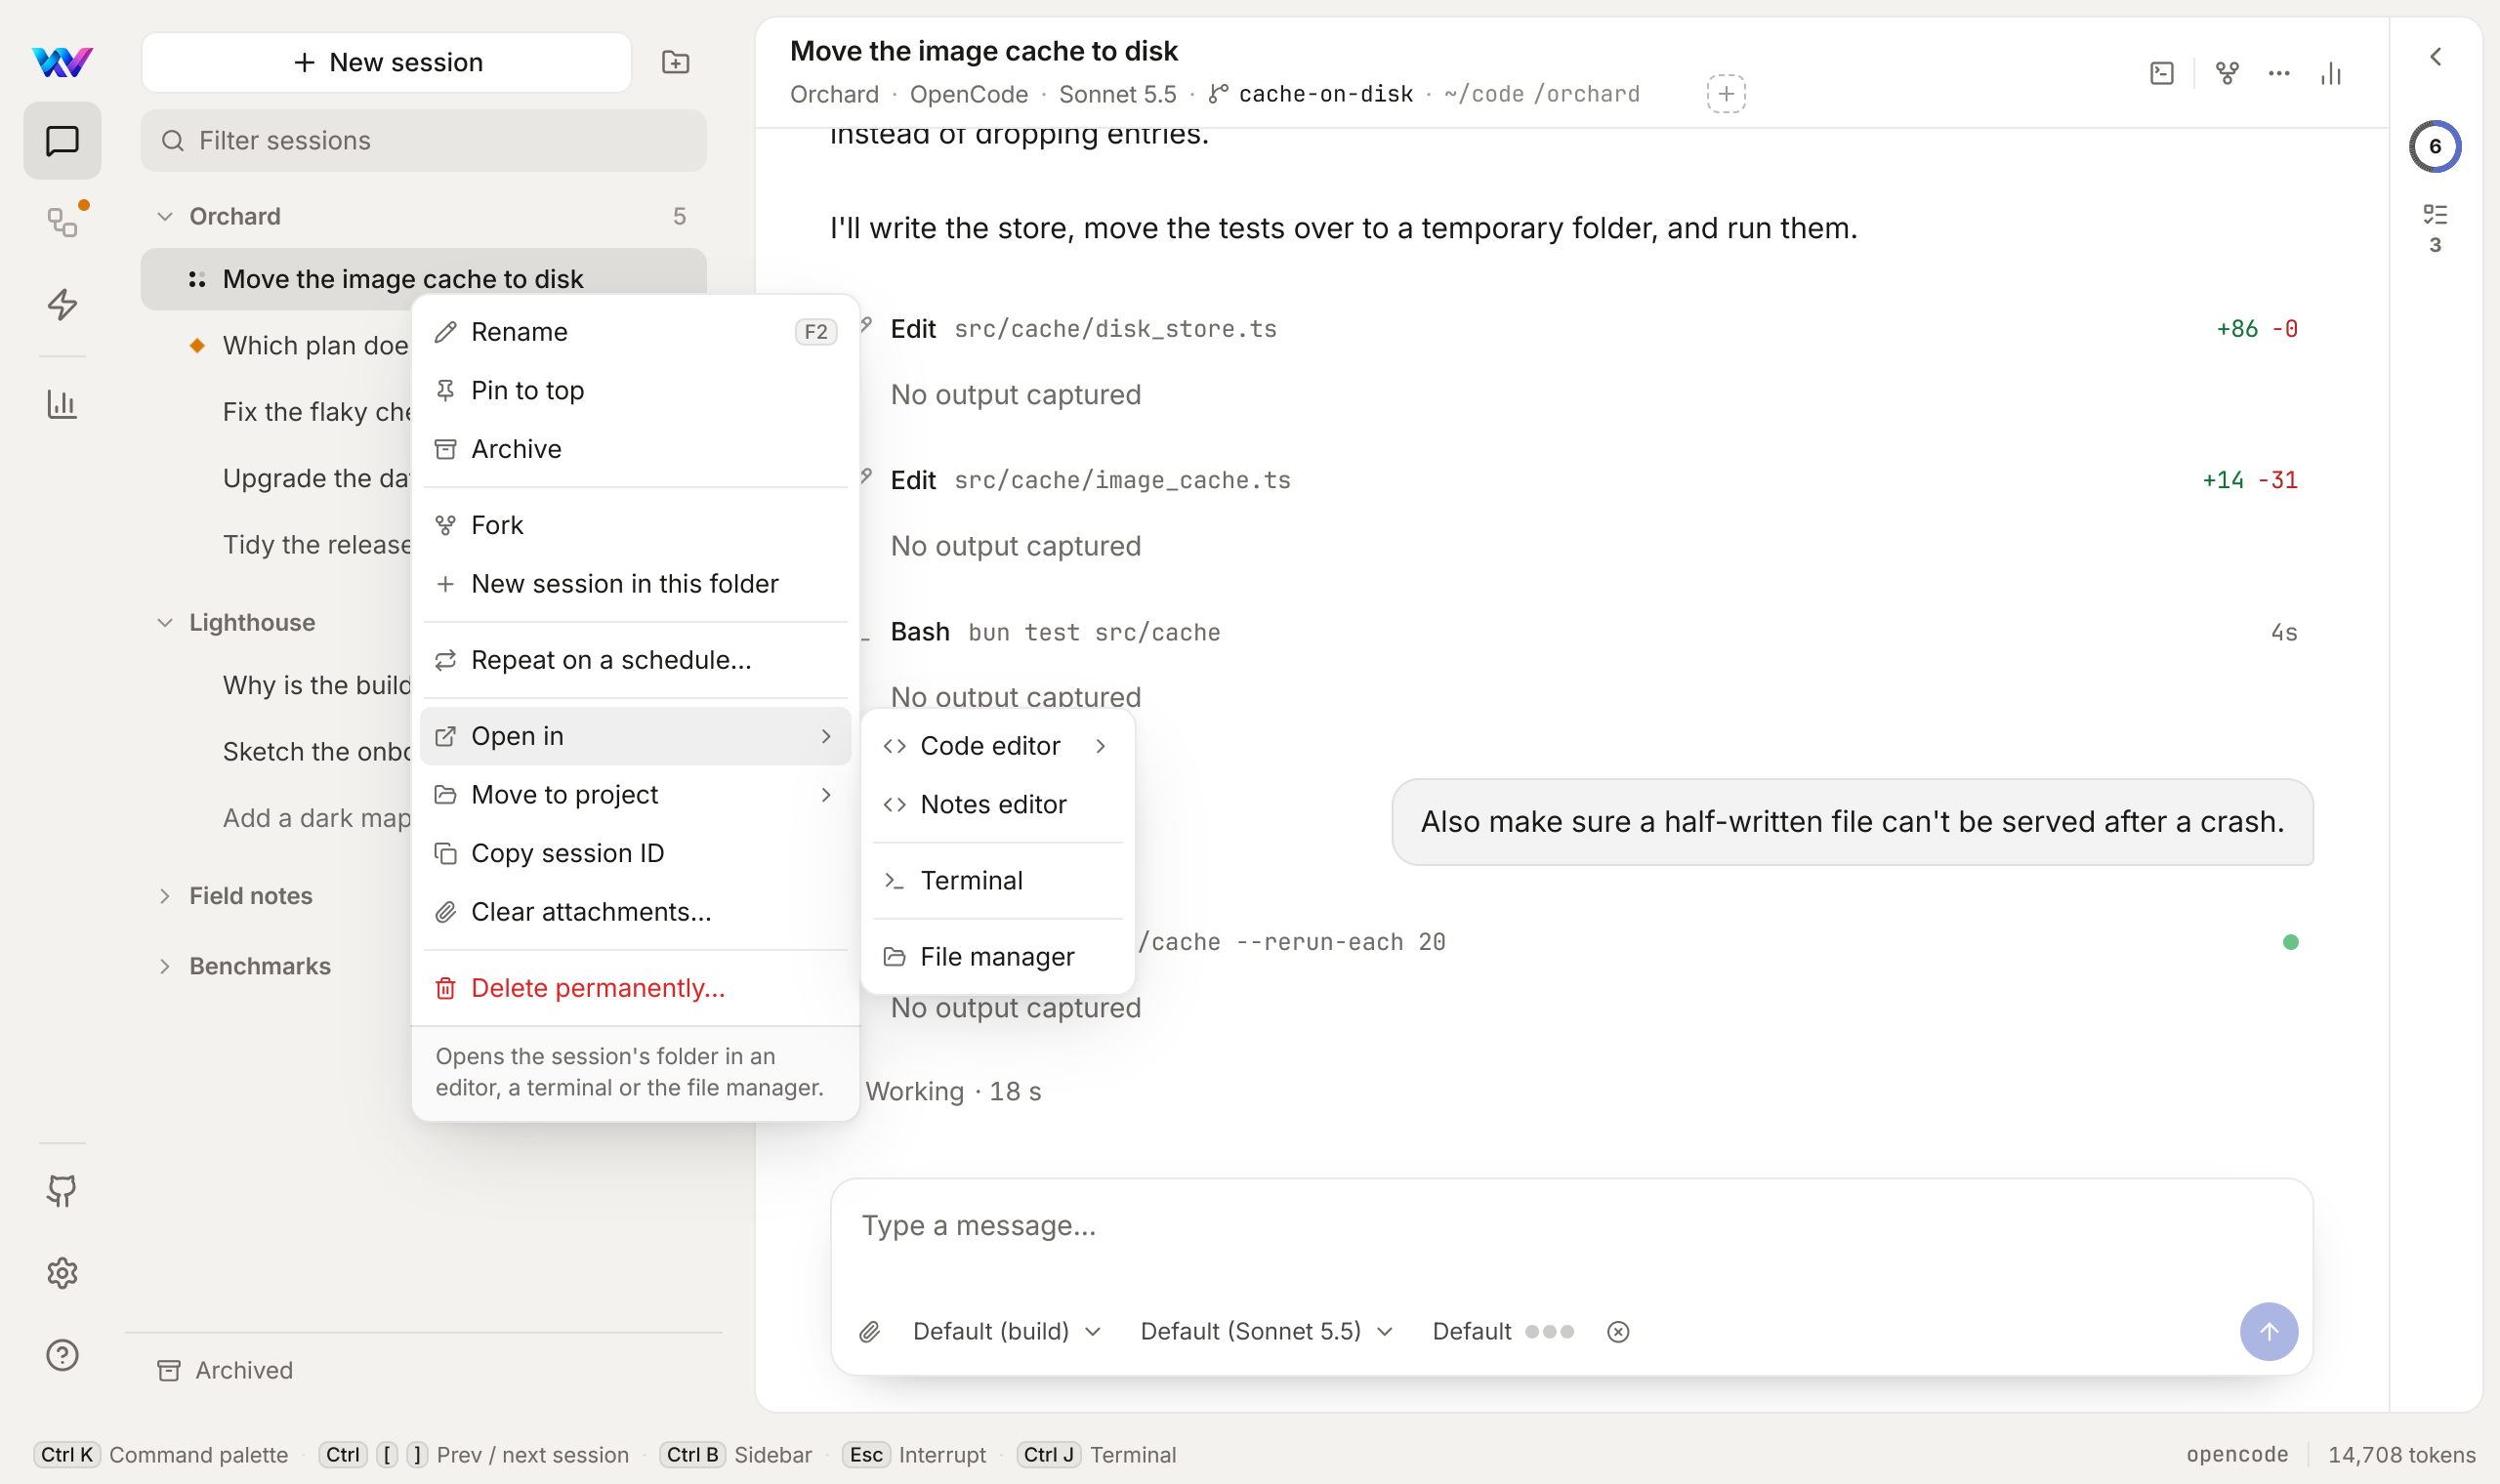 New session
Filter sessions
Orchard 5
Move the image cache to disk
Which plan doe
Fix the flaky che
Upgrade the da
Tidy the release
Lighthouse
Why is the build
Sketch the onbo
Add a dark map
Field notes
Benchmarks
Archived
Rename F2
Pin to top
Archive
Fork
New session in this folder
Repeat on a schedule...
Open in
Move to project
Copy session ID
Clear attachments...
Delete permanently...
Opens the session's folder in an
editor, a terminal or the file manager.
Code editor
Notes editor
Terminal
File manager
Move the image cache to disk
Orchard · OpenCode · Sonnet 5.5 · cache-on-disk · ~/code /orchard
instead of dropping entries.
I'll write the store, move the tests over to a temporary folder, and run them.
Edit src/cache/disk_store.ts +86 -0
No output captured
Edit src/cache/image_cache.ts +14 -31
No output captured
Bash bun test src/cache 4s
No output captured
Also make sure a half-written file can't be served after a crash.
/cache --rerun-each 20
No output captured
Working · 18 s
Type a message...
Default (build) Default (Sonnet 5.5) Default
6
3
Ctrl K Command palette · Ctrl [ ] Prev / next session · Ctrl B Sidebar · Esc Interrupt · Ctrl J Terminal
opencode 14,708 tokens